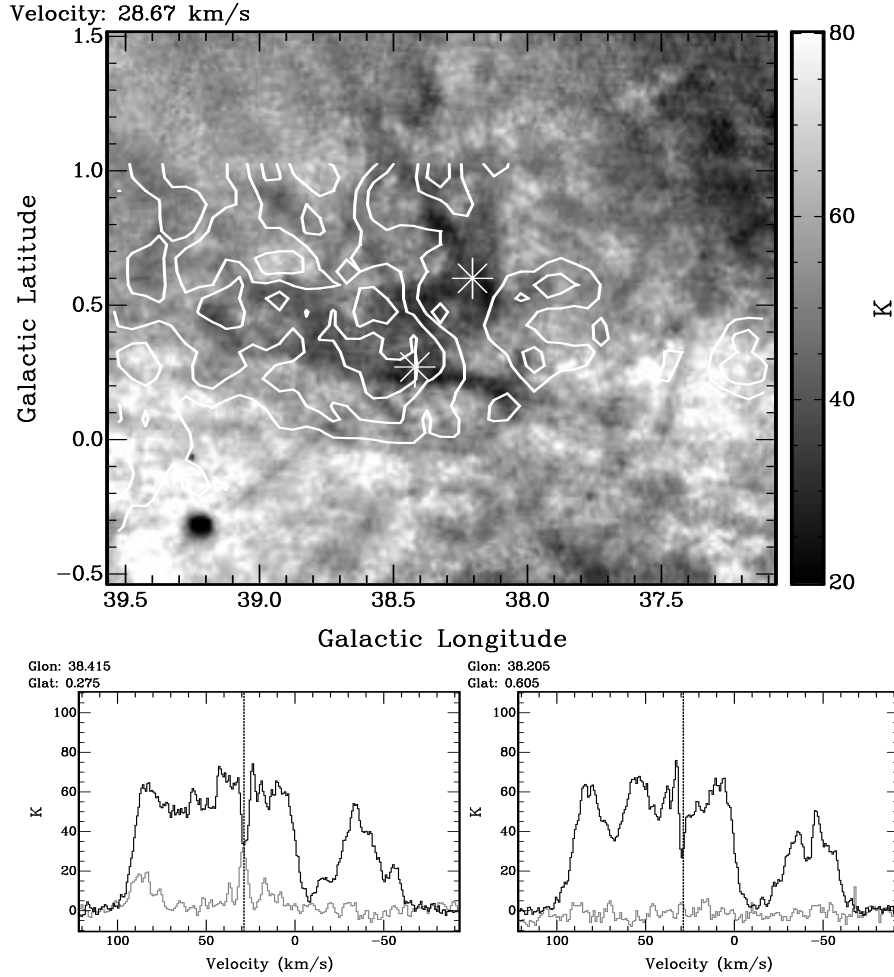 Velocity: 28.67 km/s
1.5
1.0
0.5
0.0
−0.5
Galactic Latitude
39.5 39.0 38.5 38.0 37.5
Galactic Longitude
80
60
40
20
K
Glon: 38.415
Glat: 0.275
100
80
60
40
20
0
K
100 50 0 −50
Velocity (km/s)
Glon: 38.205
Glat: 0.605
100
80
60
40
20
0
K
100 50 0 −50
Velocity (km/s)